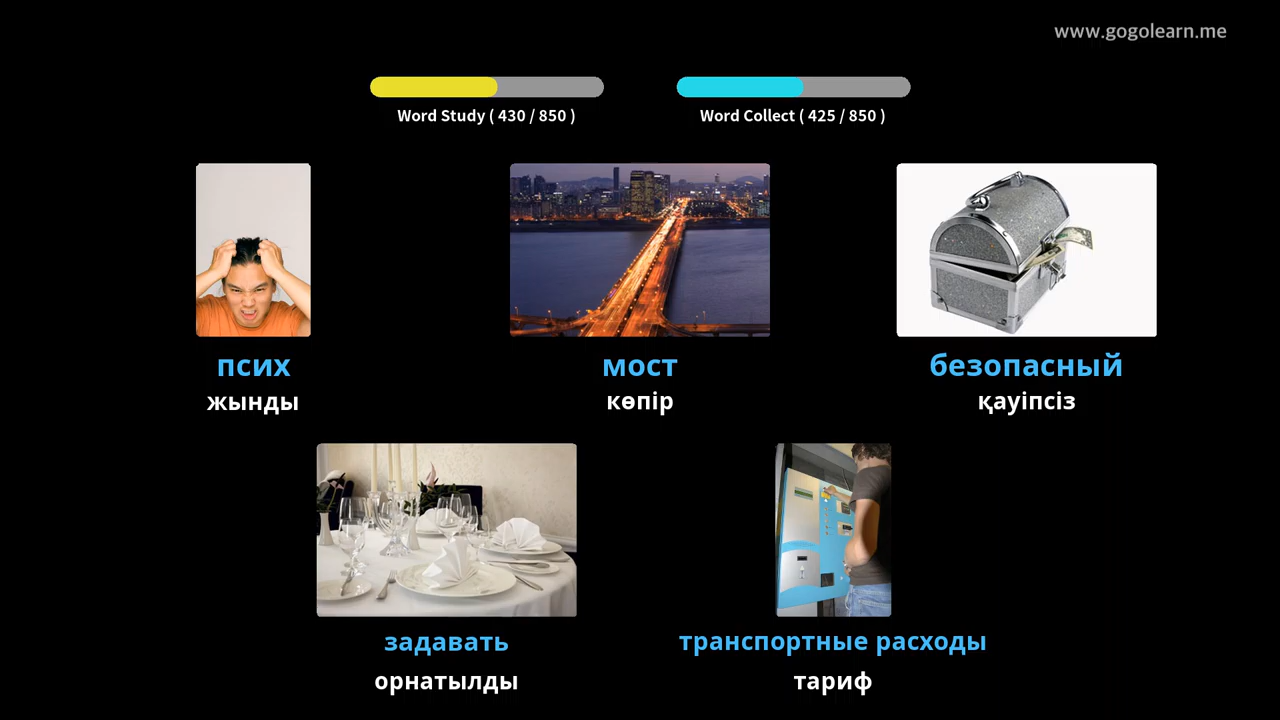 www.gogolearn.me
Word Study ( 430 / 850 )
Word Collect ( 425 / 850 )
псих
жынды
мост
көпір
безопасный
қауіпсіз
задавать
орнатылды
транспортные расходы
тариф